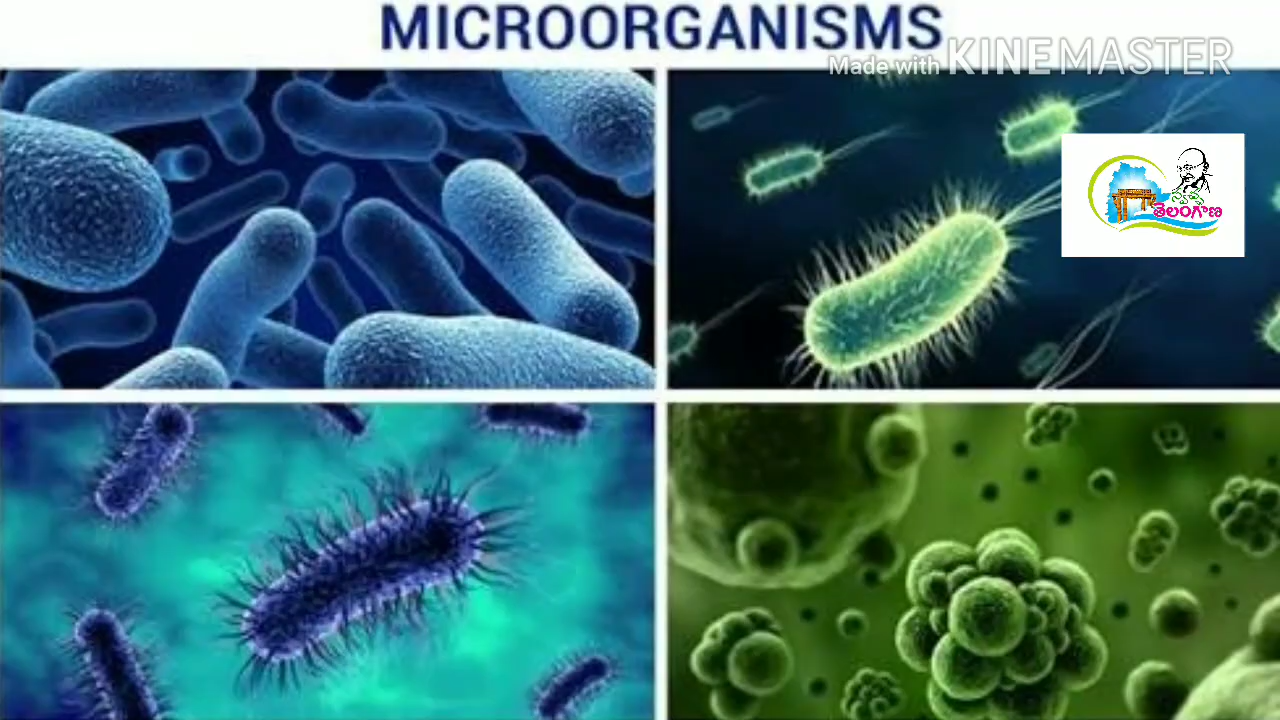 MICROORGANISMS
Made with KINEMASTER
తెలంగాణ